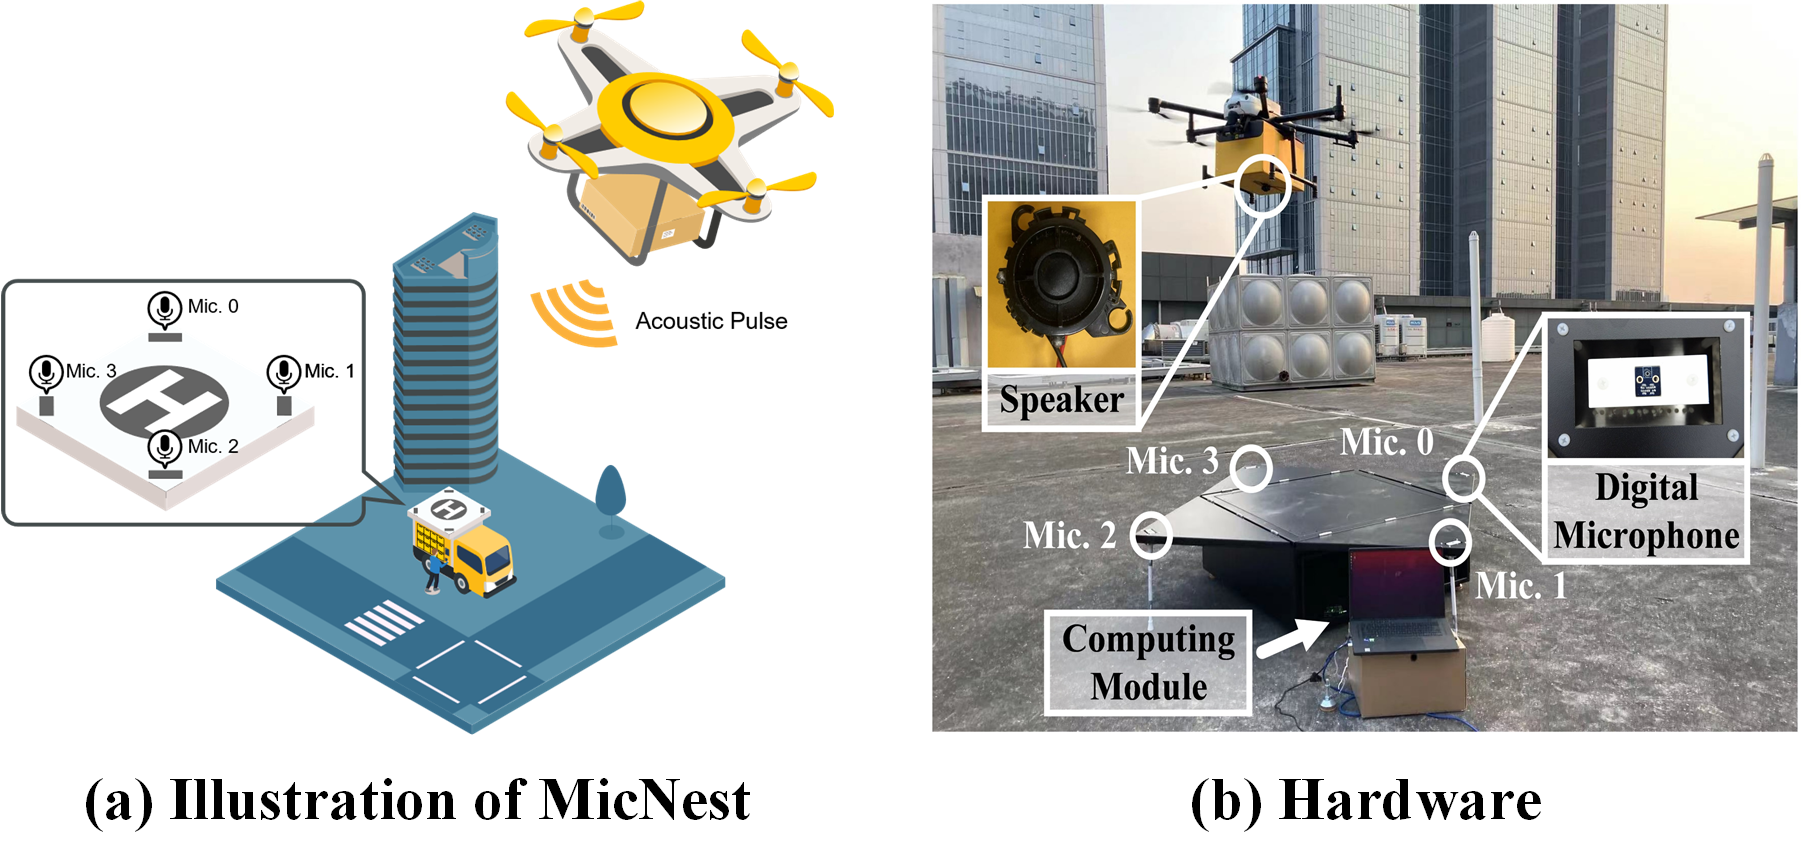 Mic. 0
Mic. 3
Mic. 1
H
Mic. 2
H
Acoustic Pulse
Speaker
Mic. 3
Mic. 0
Mic. 2
Mic. 1
Digital
Microphone
Computing
Module
(a) Illustration of MicNest
(b) Hardware